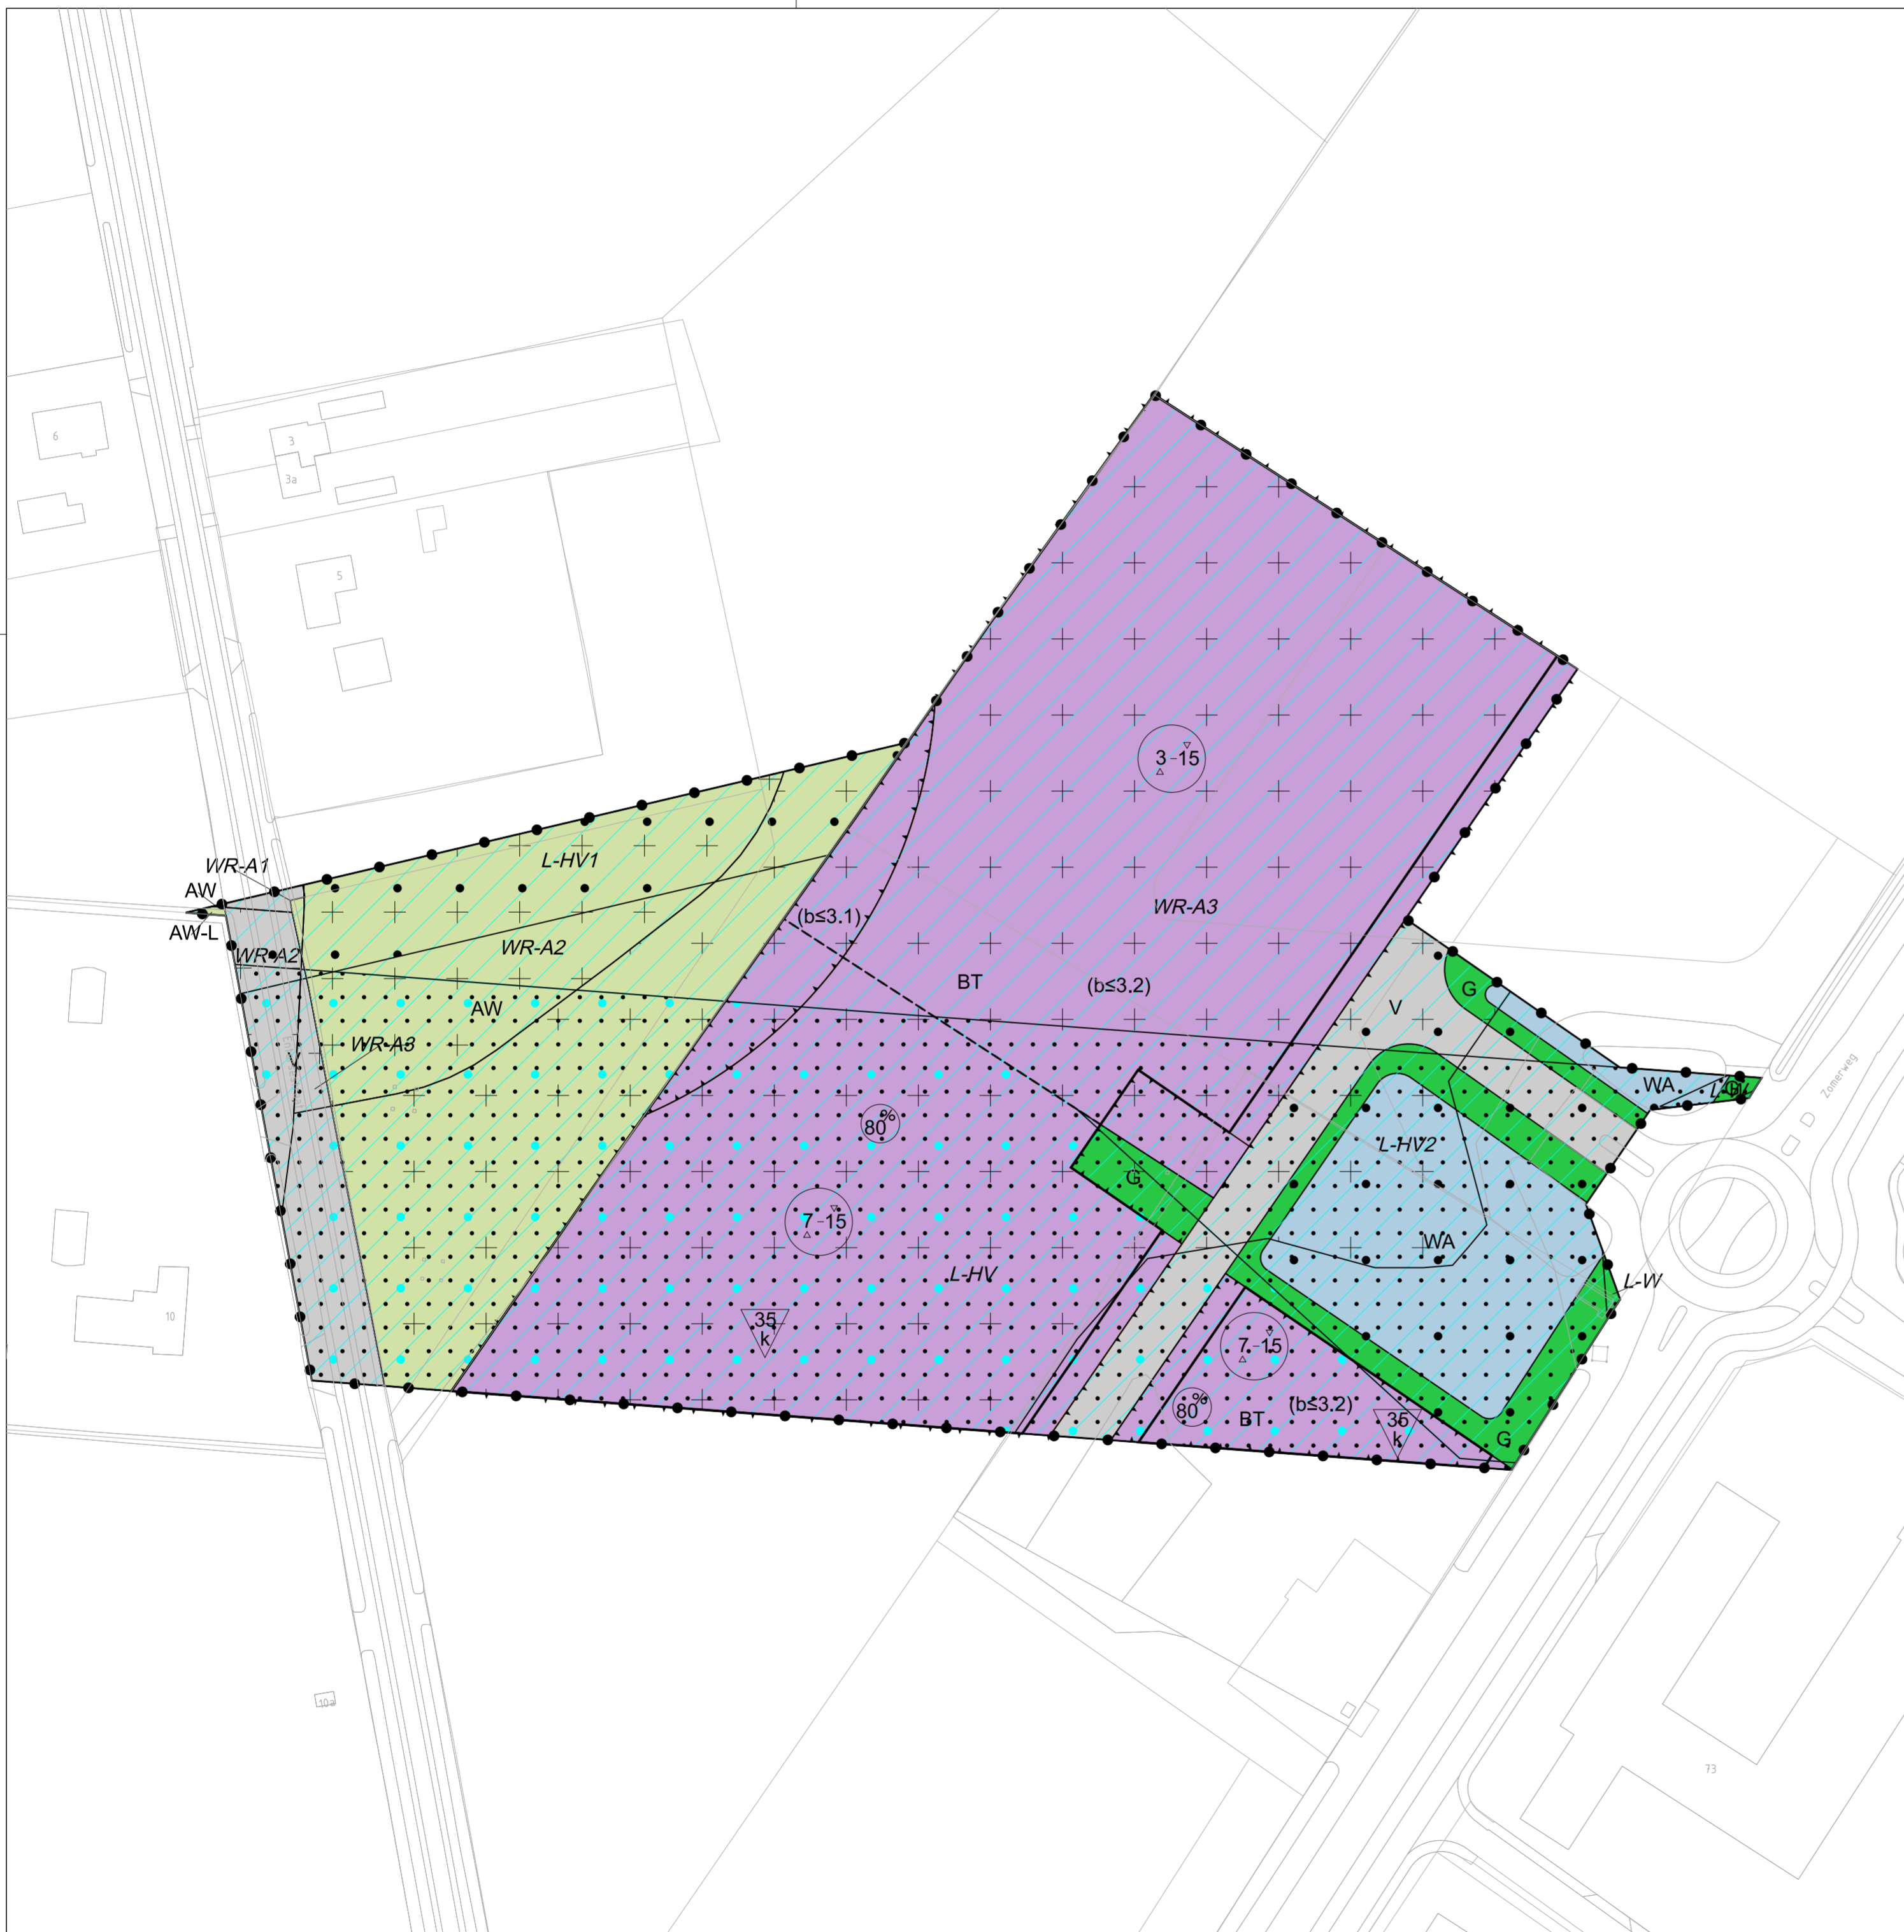 6
3
3a
5
3-15
WR-A1
L-HV1
AW
WR-A3
AW-L
(b≤3.1)
WR-A2
WR-A2
BT
(b≤3.2)
G
V
AW
WR-A3
V
Zomerweg
WA
80%
L-HV2
G
7-15
WA
L-HV
L-W
10
35
k
7-15
80%
BT
(b≤3.2)
35
k
G
10a
73